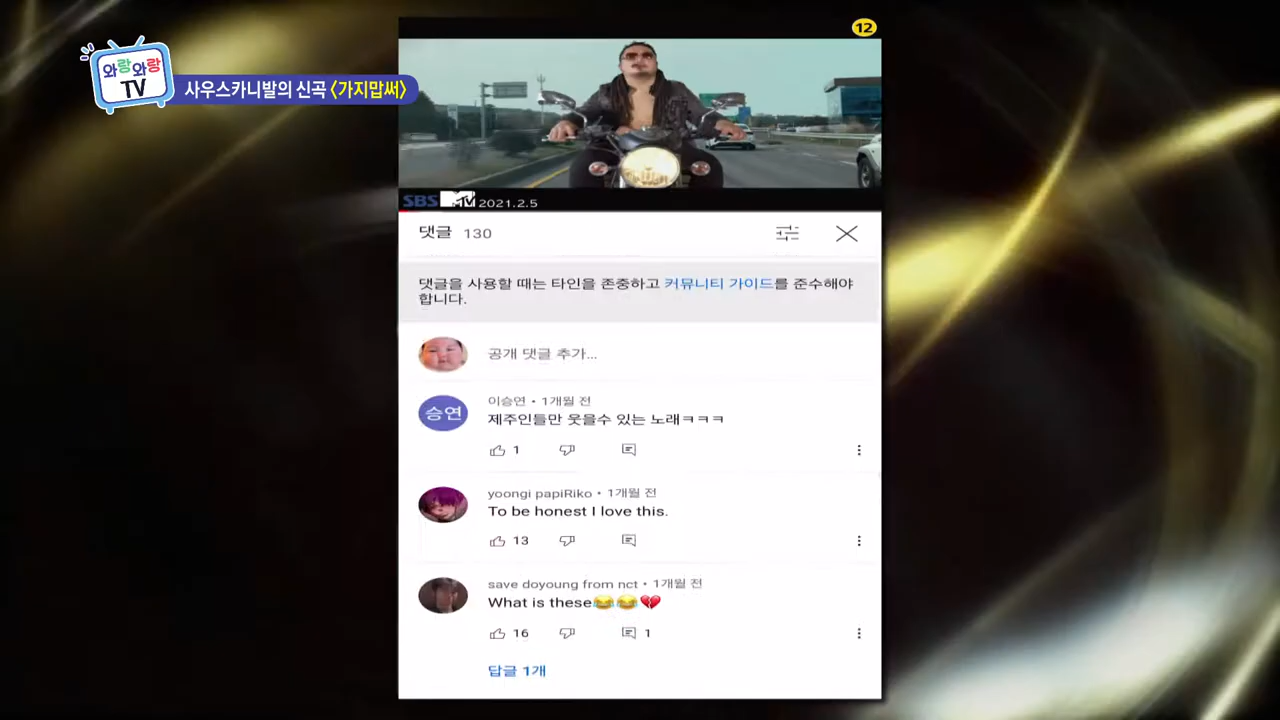 12
와랑와랑
TV
사우스카니발의 신곡 <가지맙써>
SBS MTV 2021.2.5
댓글 130
댓글을 사용할 때는 타인을 존중하고 커뮤니티 가이드를 준수해야
합니다.
공개 댓글 추가...
승연
이승연 • 1개월 전
제주인들만 웃을수 있는 노래ㅋㅋㅋ
1
yoongi papiRiko • 1개월 전
To be honest I love this.
13
save doyoung from nct • 1개월 전
What is these😂😂💔
16 1
답글 1개